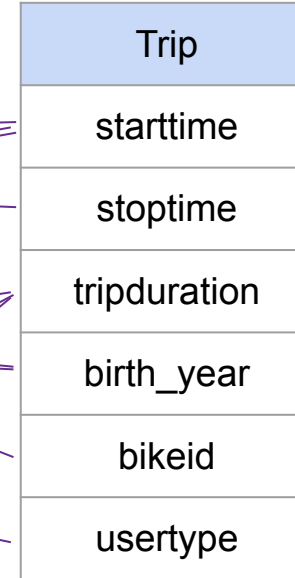 Trip
starttime
stoptime
tripduration
birth_year
bikeid
usertype